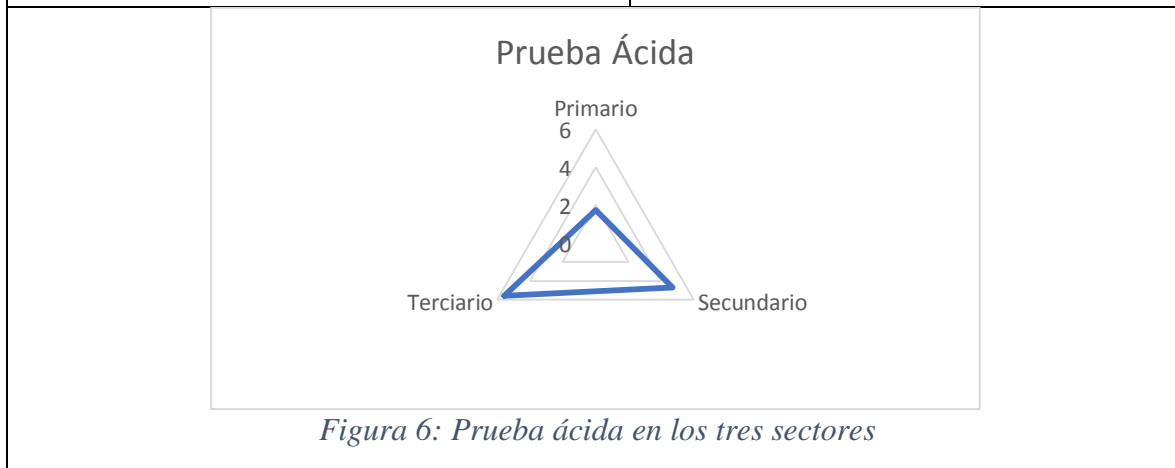 Prueba Ácida
Primario
6
4
2
0
Terciario
Secundario
Figura 6: Prueba ácida en los tres sectores